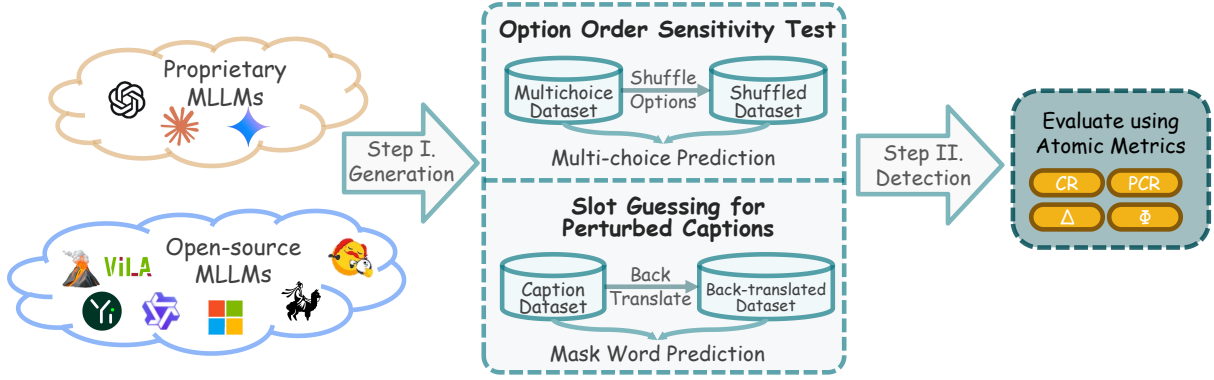 Proprietary
MLLMs
Open-source
MLLMs
ViLA
Yi
Step I.
Generation
Option Order Sensitivity Test
Multichoice
Dataset
Shuffle
Options
Shuffled
Dataset
Multi-choice Prediction
Slot Guessing for
Perturbed Captions
Caption
Dataset
Back
Translate
Back-translated
Dataset
Mask Word Prediction
Step II.
Detection
Evaluate using
Atomic Metrics
CR
PCR
Δ
Φ